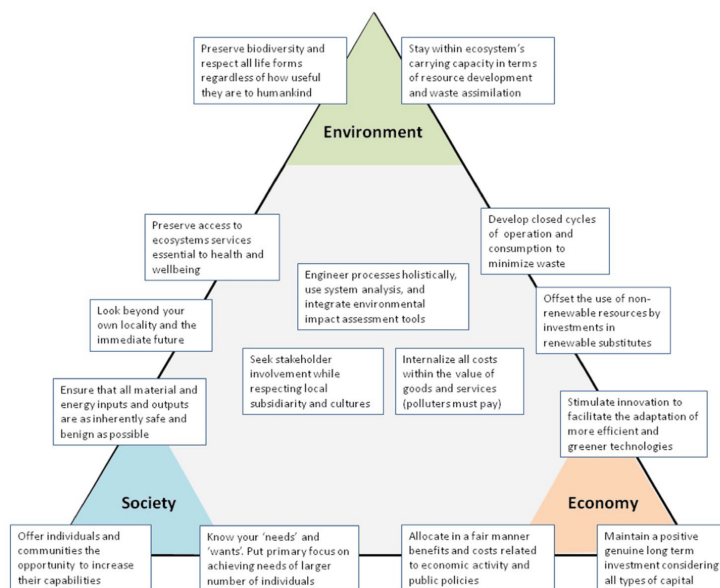 Preserve biodiversity and
respect all life forms
regardless of how useful
they are to humankind
Stay within ecosystem's
carrying capacity in terms
of resource development
and waste assimilation
Environment
Preserve access to
ecosystems services
essential to health and
wellbeing
Develop closed cycles
of operation and
consumption to
minimize waste
Engineer processes holistically,
use system analysis, and
integrate environmental
impact assessment tools
Look beyond your
own locality and the
immediate future
Offset the use of non-
renewable resources by
investments in
renewable substitutes
Seek stakeholder
involvement while
respecting local
subsidiarity and cultures
Internalize all costs
within the value of
goods and services
(polluters must pay)
Ensure that all material and
energy inputs and outputs
are as inherently safe and
benign as possible
Stimulate innovation to
facilitate the adaptation of
more efficient and
greener technologies
Society
Economy
Offer individuals and
communities the
opportunity to increase
their capabilities
Know your 'needs' and
'wants'. Put primary focus on
achieving needs of larger
number of individuals
Allocate in a fair manner
benefits and costs related
to economic activity and
public policies
Maintain a positive
genuine long term
investment considering
all types of capital